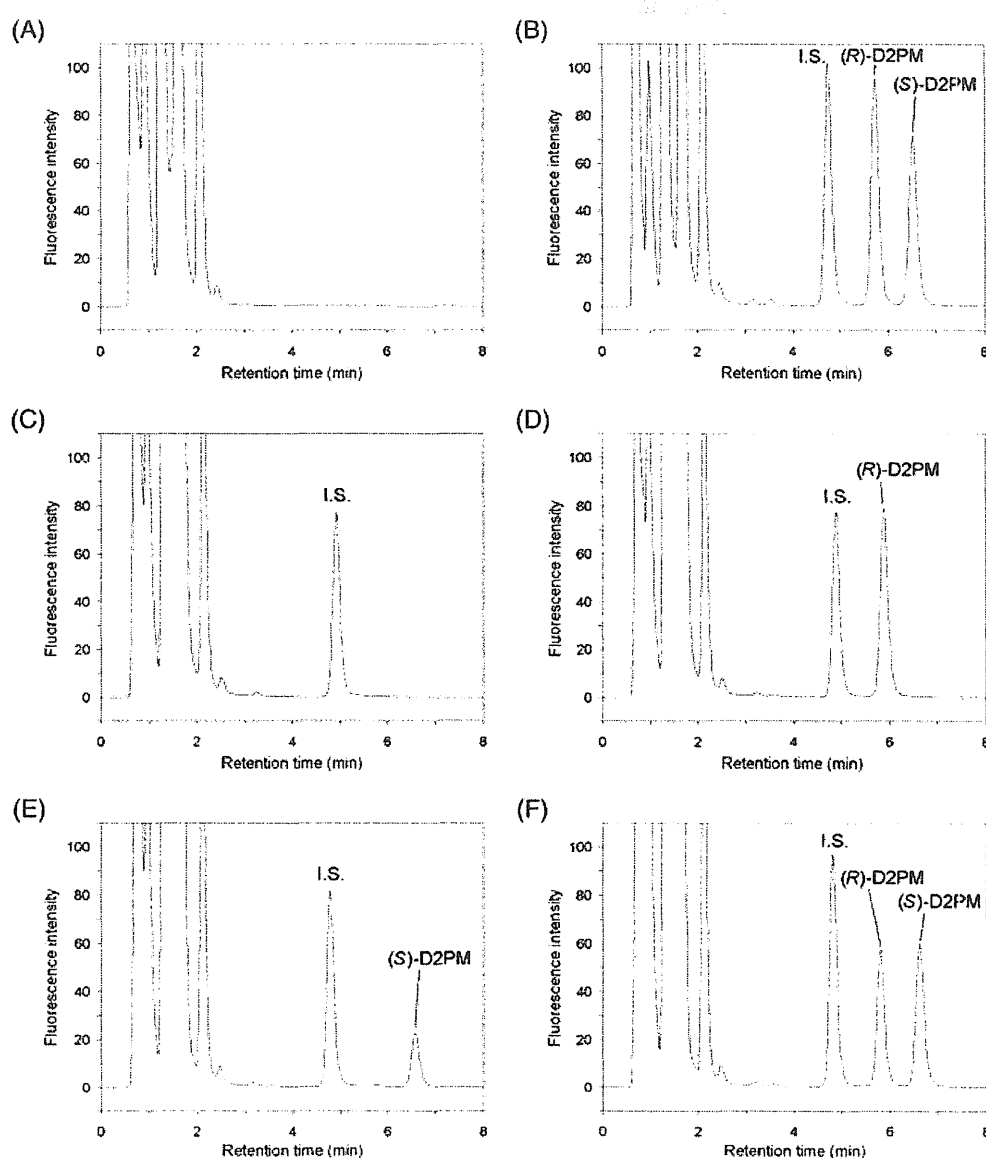 (A)
Fluorescence intensity
100
80
60
40
20
0
0 2 4 6 8
Retention time (min)
(B)
Fluorescence intensity
100
80
60
40
20
0
I.S. (R)-D2PM
(S)-D2PM
0 2 4 6 8
Retention time (min)
(C)
Fluorescence intensity
100
80
60
40
20
0
I.S.
0 2 4 6 8
Retention time (min)
(D)
Fluorescence intensity
100
80
60
40
20
0
I.S.
(R)-D2PM
0 2 4 6 8
Retention time (min)
(E)
Fluorescence intensity
100
80
60
40
20
0
I.S.
(S)-D2PM
0 2 4 6 8
Retention time (min)
(F)
Fluorescence intensity
100
80
60
40
20
0
I.S.
(R)-D2PM
(S)-D2PM
0 2 4 6 8
Retention time (min)